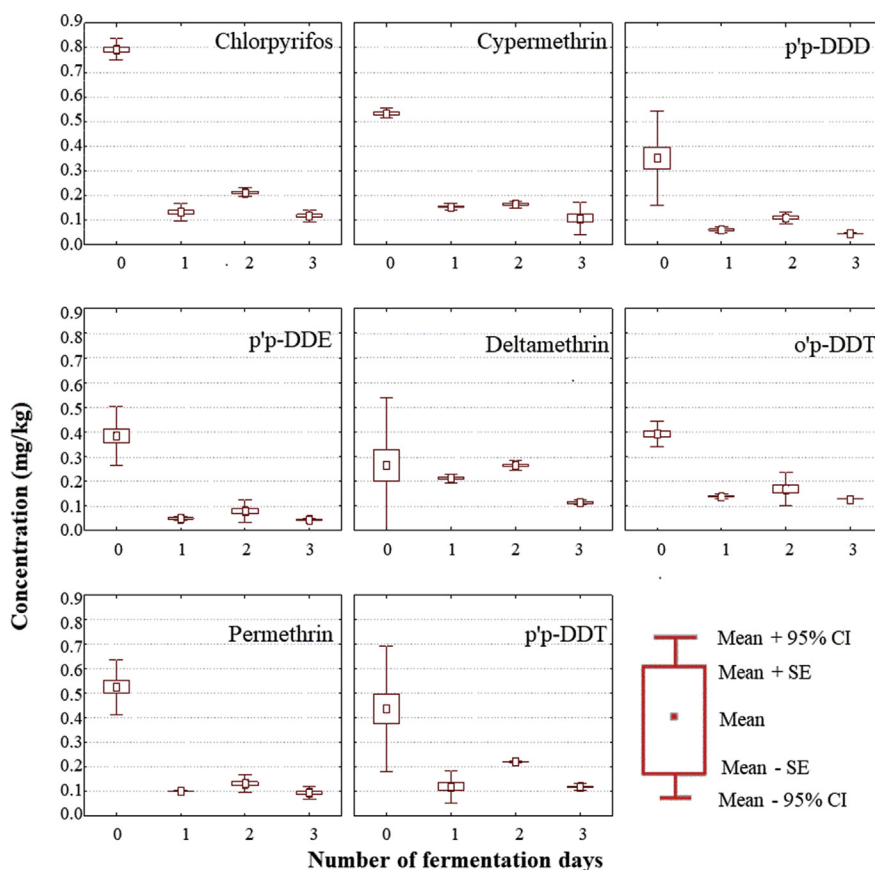 Chlorpyrifos
Cypermethrin
p'p-DDD
0.9
0.8
0.7
0.6
0.5
0.4
0.3
0.2
0.1
0.0
0 1 2 3
0 1 2 3
0 1 2 3
p'p-DDE
Deltamethrin
o'p-DDT
0.9
0.8
0.7
0.6
0.5
0.4
0.3
0.2
0.1
0.0
0 1 2 3
0 1 2 3
0 1 2 3
Concentration (mg/kg)
Permethrin
p'p-DDT
0.9
0.8
0.7
0.6
0.5
0.4
0.3
0.2
0.1
0.0
0 1 2 3
0 1 2 3
Mean + 95% CI
Mean + SE
Mean
Mean - SE
Mean - 95% CI
Number of fermentation days